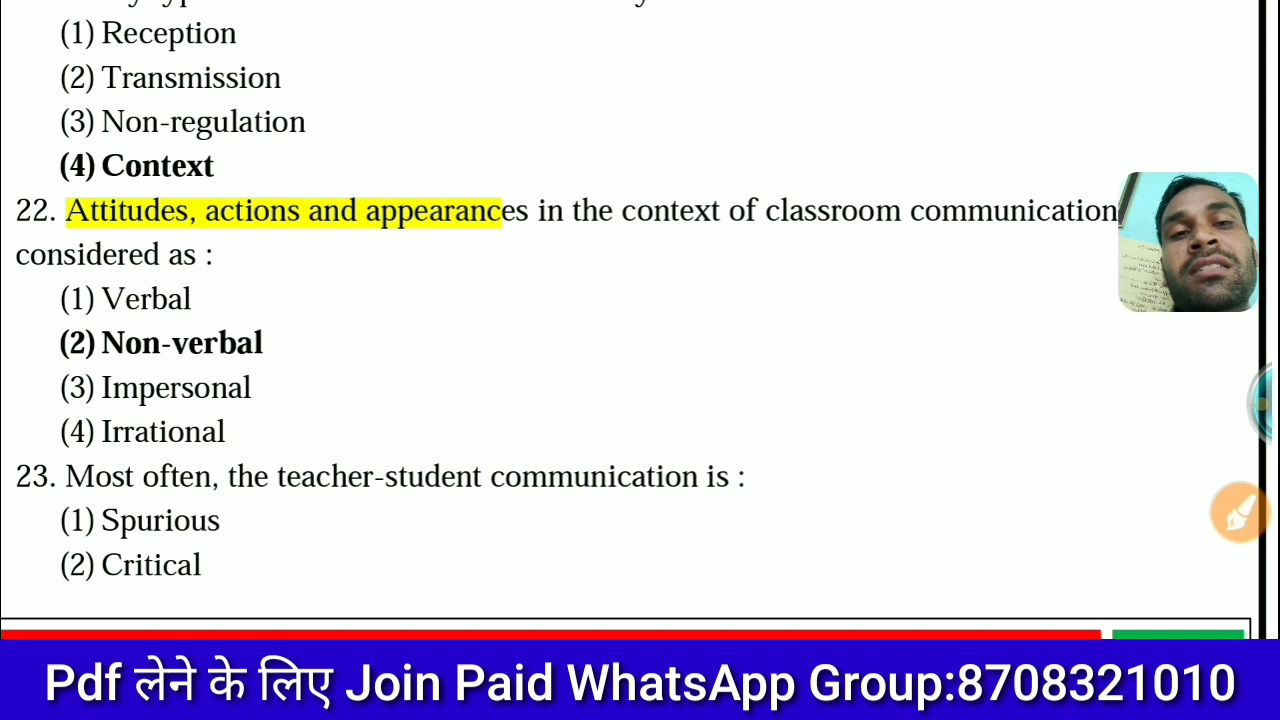 (1) Reception
(2) Transmission
(3) Non-regulation
(4) Context
22. Attitudes, actions and appearances in the context of classroom communication
considered as :
(1) Verbal
(2) Non-verbal
(3) Impersonal
(4) Irrational
23. Most often, the teacher-student communication is :
(1) Spurious
(2) Critical
Pdf लेने के लिए Join Paid WhatsApp Group:8708321010